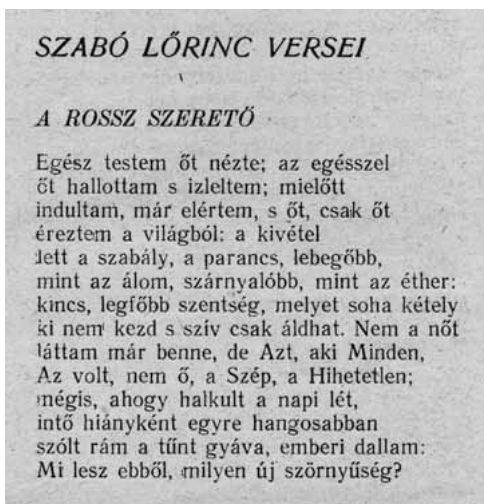 SZABÓ LŐRINC VERSEI
A ROSSZ SZERETŐ
Egész testem őt nézte; az egésszel
őt hallottam s izleltem; mielőtt
indultam, már elértem, s őt, csak őt
éreztem a világból: a kivétel
lett a szabály, a parancs, lebegőbb,
mint az álom, szárnyalóbb, mint az éther:
kincs, legfőbb szentség, melyet soha kétely
ki nem kezd s szív csak áldhat. Nem a nőt
láttam már benne, de Azt, aki Minden,
Az volt, nem ő, a Szép, a Hihetetlen;
mégis, ahogy halkult a napi lét,
intő hiányként egyre hangosabban
szólt rám a tűnt gyáva, emberi dallam:
Mi lesz ebből, milyen új szörnyűség?